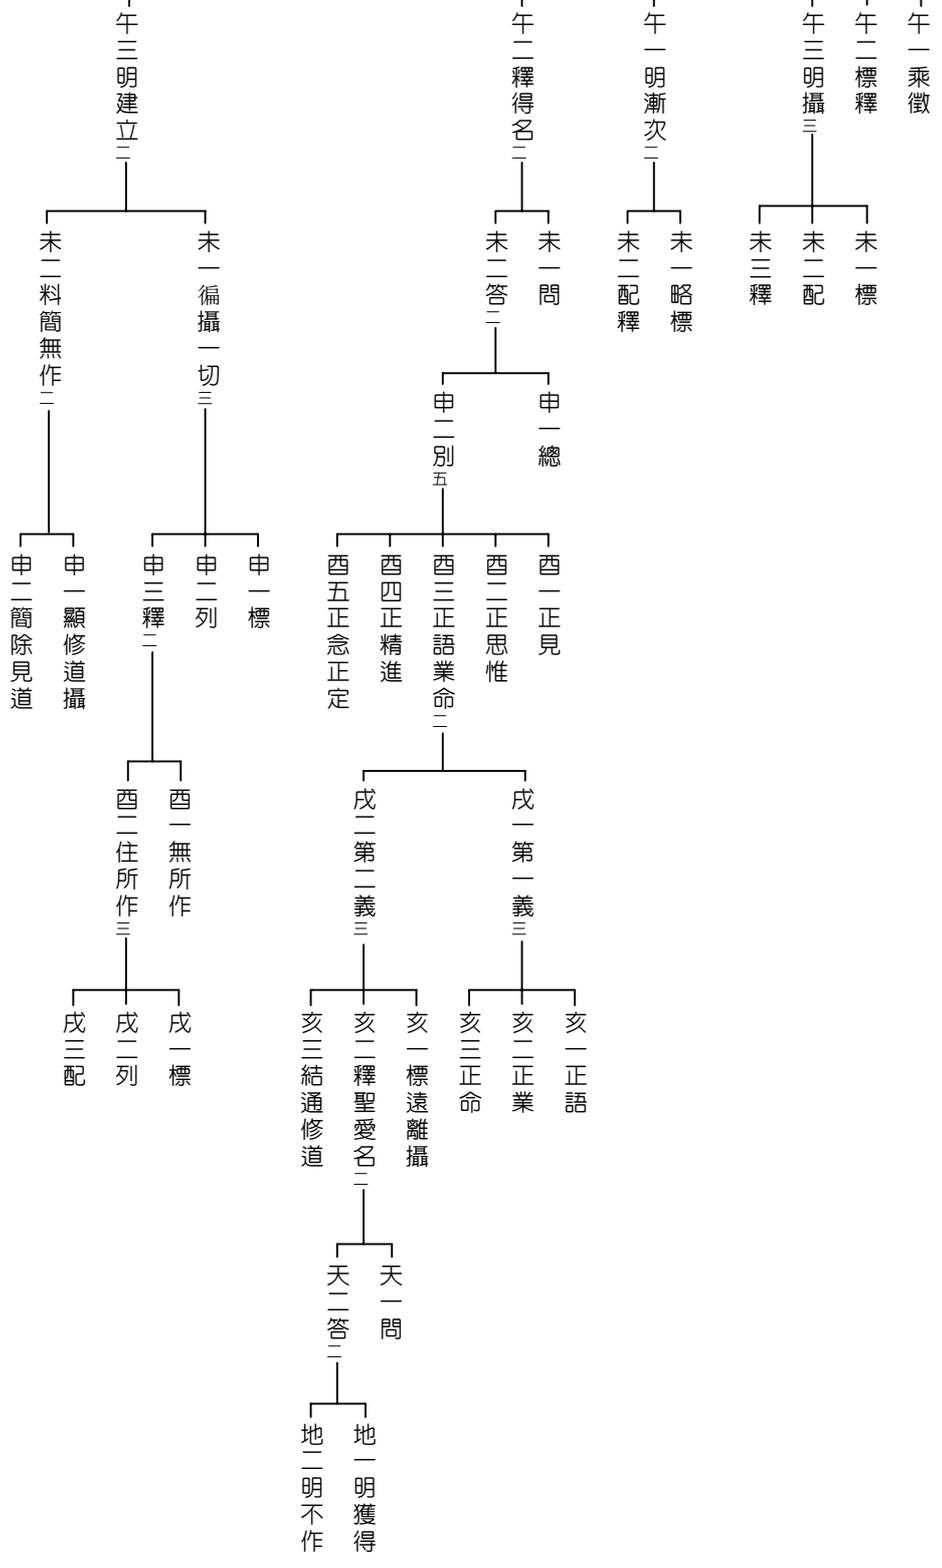 午一乘徵
午二標釋
午三明攝三
未一標
未二配
未三釋
午一明漸次二
未一略標
未二配釋
午二釋得名二
未一問
未二答二
申一總
申二別五
酉一正見
酉二正思惟
酉三正語業命二
戌一第一義三
亥一正語
亥二正業
亥三正命
戌二第二義三
亥一標遠離攝
亥二釋聖愛名二
天一問
天二答二
地一明獲得
地二明不作
亥三結通修道
酉四正精進
酉五正念正定
午三明建立二
未一徧攝一切三
申一標
申二列
申三釋二
酉一無所作
酉二住所作三
戌一標
戌二列
戌三配
未二料簡無作二
申一顯修道攝
申二簡除見道